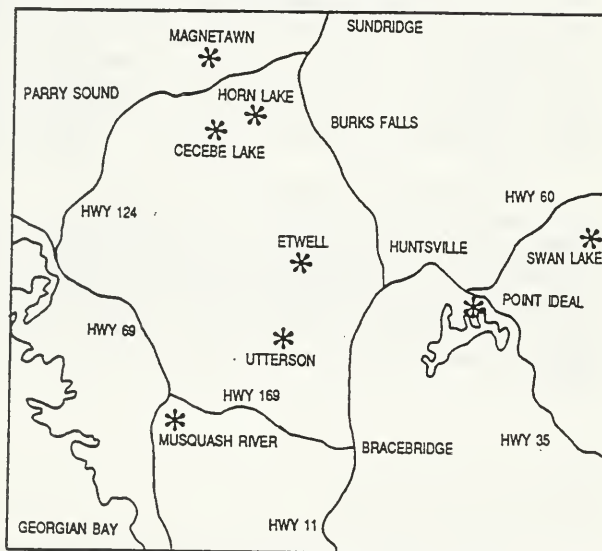 SUNDRIDGE
MAGNETAWN
PARRY SOUND
HORN LAKE
BURKS FALLS
CECEBE LAKE
HWY 60
HWY 124
ETWELL
HUNTSVILLE
SWAN LAKE
POINT IDEAL
HWY 69
UTTERSON
HWY 169
MUSQUASH RIVER
BRACEBRIDGE
HWY 35
GEORGIAN BAY
HWY 11